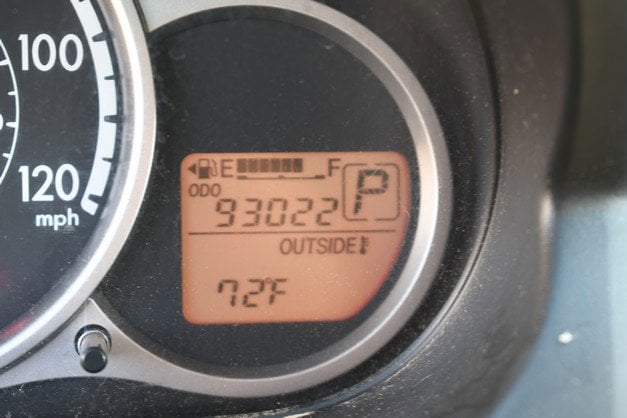 100
120
mph
E F
ODO
93022 P
OUTSIDE
72°F